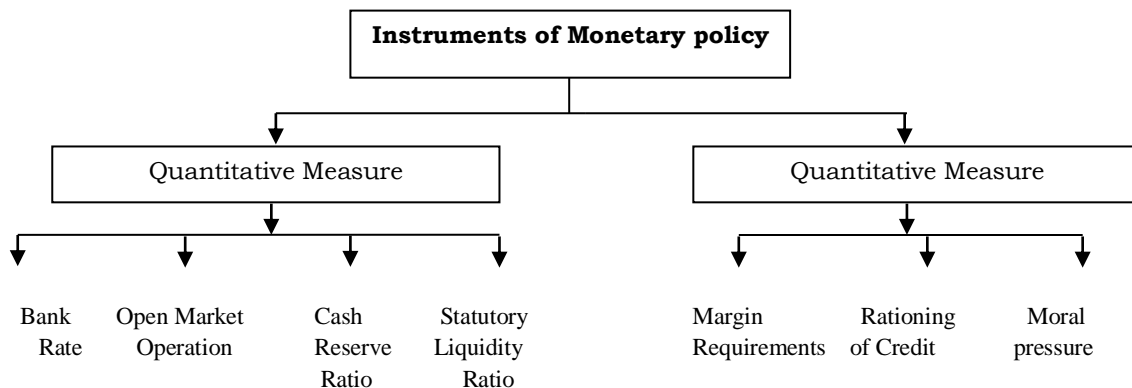 Instruments of Monetary policy
Quantitative Measure
Quantitative Measure
Bank
Rate
Open Market
Operation
Cash
Reserve
Ratio
Statutory
Liquidity
Ratio
Margin
Requirements
Rationing
of Credit
Moral
pressure